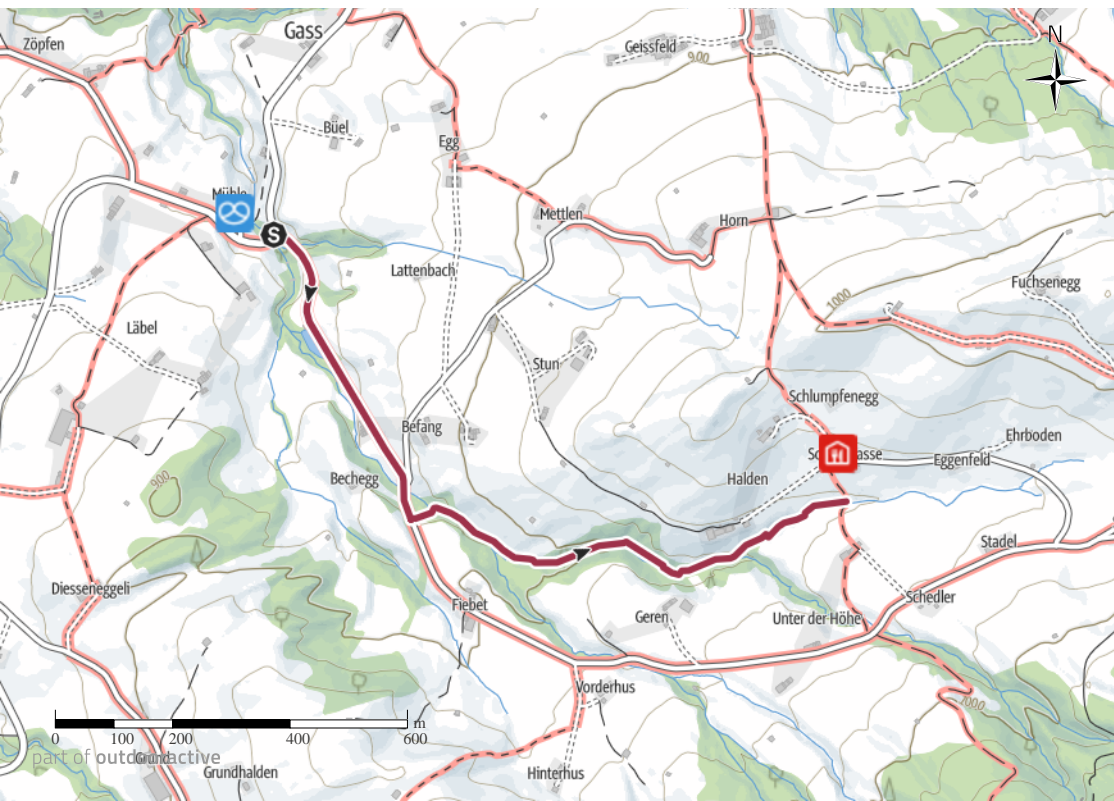 Zöpfen
Gass
Geissfeld
900
N
Büel
Egg
Mühle
S
Mettlen
Horn
Lattenbach
Fuchsenegg
1000
Läbel
Stun
Schlumpfenegg
Befang
Ehrboden
Eggenfeld
Bechegg
Halden
900
Stadel
Diesseneggeli
Fiebet
Geren
Unter der Höhe
Schedler
Vorderhus
1000
m
0 100 200 400 600
part of outdooractive
Grundhalden
Hinterhus